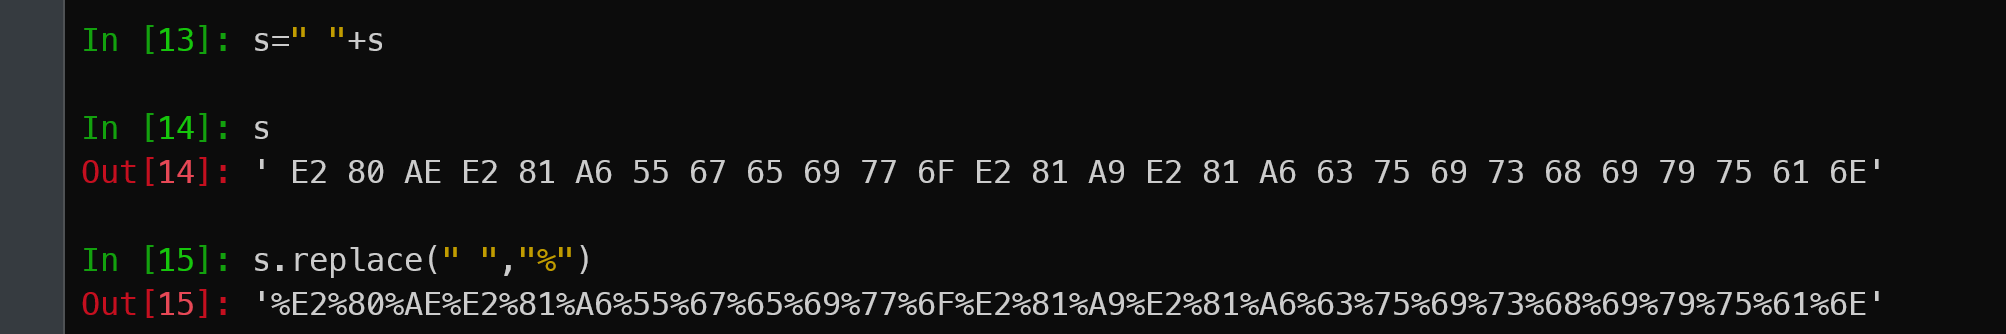 In [13]: s=" "+s
In [14]: s
Out[14]: ' E2 80 AE E2 81 A6 55 67 65 69 77 6F E2 81 A9 E2 81 A6 63 75 69 73 68 69 79 75 61 6E'
In [15]: s.replace(" ","%")
Out[15]: '%E2%80%AE%E2%81%A6%55%67%65%69%77%6F%E2%81%A9%E2%81%A6%63%75%69%73%68%69%79%75%61%6E'